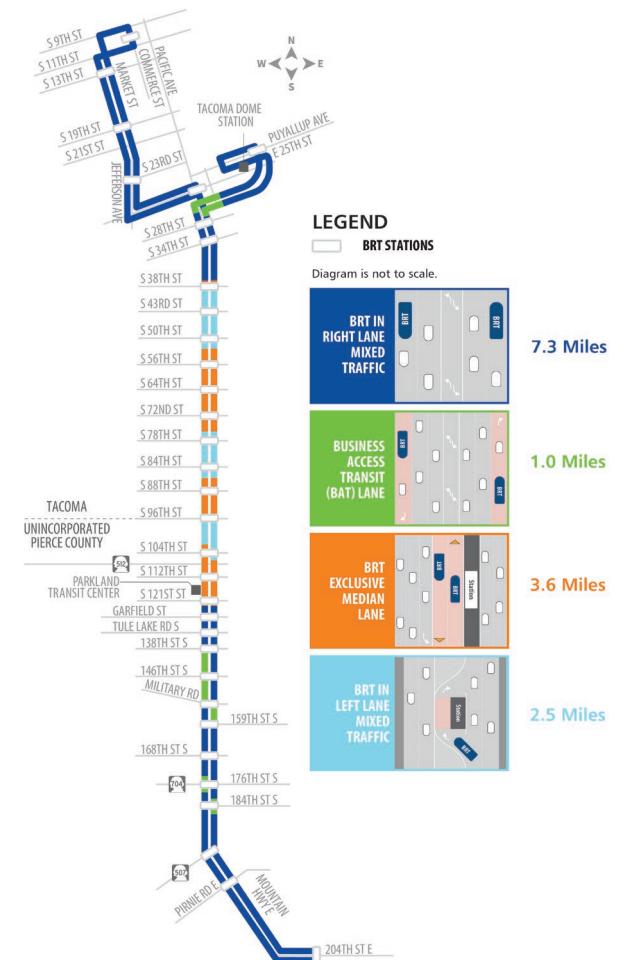 S 9TH ST
S 11TH ST
S 13TH ST
MARKET ST
COMMERCE ST
PACIFIC AVE
N
W
E
S
TACOMA DOME
STATION
PUYALLUP AVE
E 25TH ST
S 19TH ST
S 21ST ST
S 23RD ST
JEFFERSON AVE
S 28TH ST
S 34TH ST
S 38TH ST
S 43RD ST
S 50TH ST
S 56TH ST
S 64TH ST
S 72ND ST
S 78TH ST
S 84TH ST
S 88TH ST
S 96TH ST
TACOMA
UNINCORPORATED
PIERCE COUNTY
S 104TH ST
512
S 112TH ST
PARKLAND
TRANSIT CENTER
S 121ST ST
GARFIELD ST
TULE LAKE RD S
138TH ST S
146TH ST S
MILITARY RD
159TH ST S
168TH ST S
176TH ST S
704
184TH ST S
507
PIRNIE RD E
MOUNTAIN
HWY E
204TH ST E
LEGEND
BRT STATIONS
Diagram is not to scale.
BRT IN
RIGHT LANE
MIXED
TRAFFIC
BRT
BRT
7.3 Miles
BUSINESS
ACCESS
TRANSIT
(BAT) LANE
BRT
BRT
1.0 Miles
BRT
EXCLUSIVE
MEDIAN
LANE
BRT
BRT
Station
3.6 Miles
BRT IN
LEFT LANE
MIXED
TRAFFIC
Station
BRT
2.5 Miles